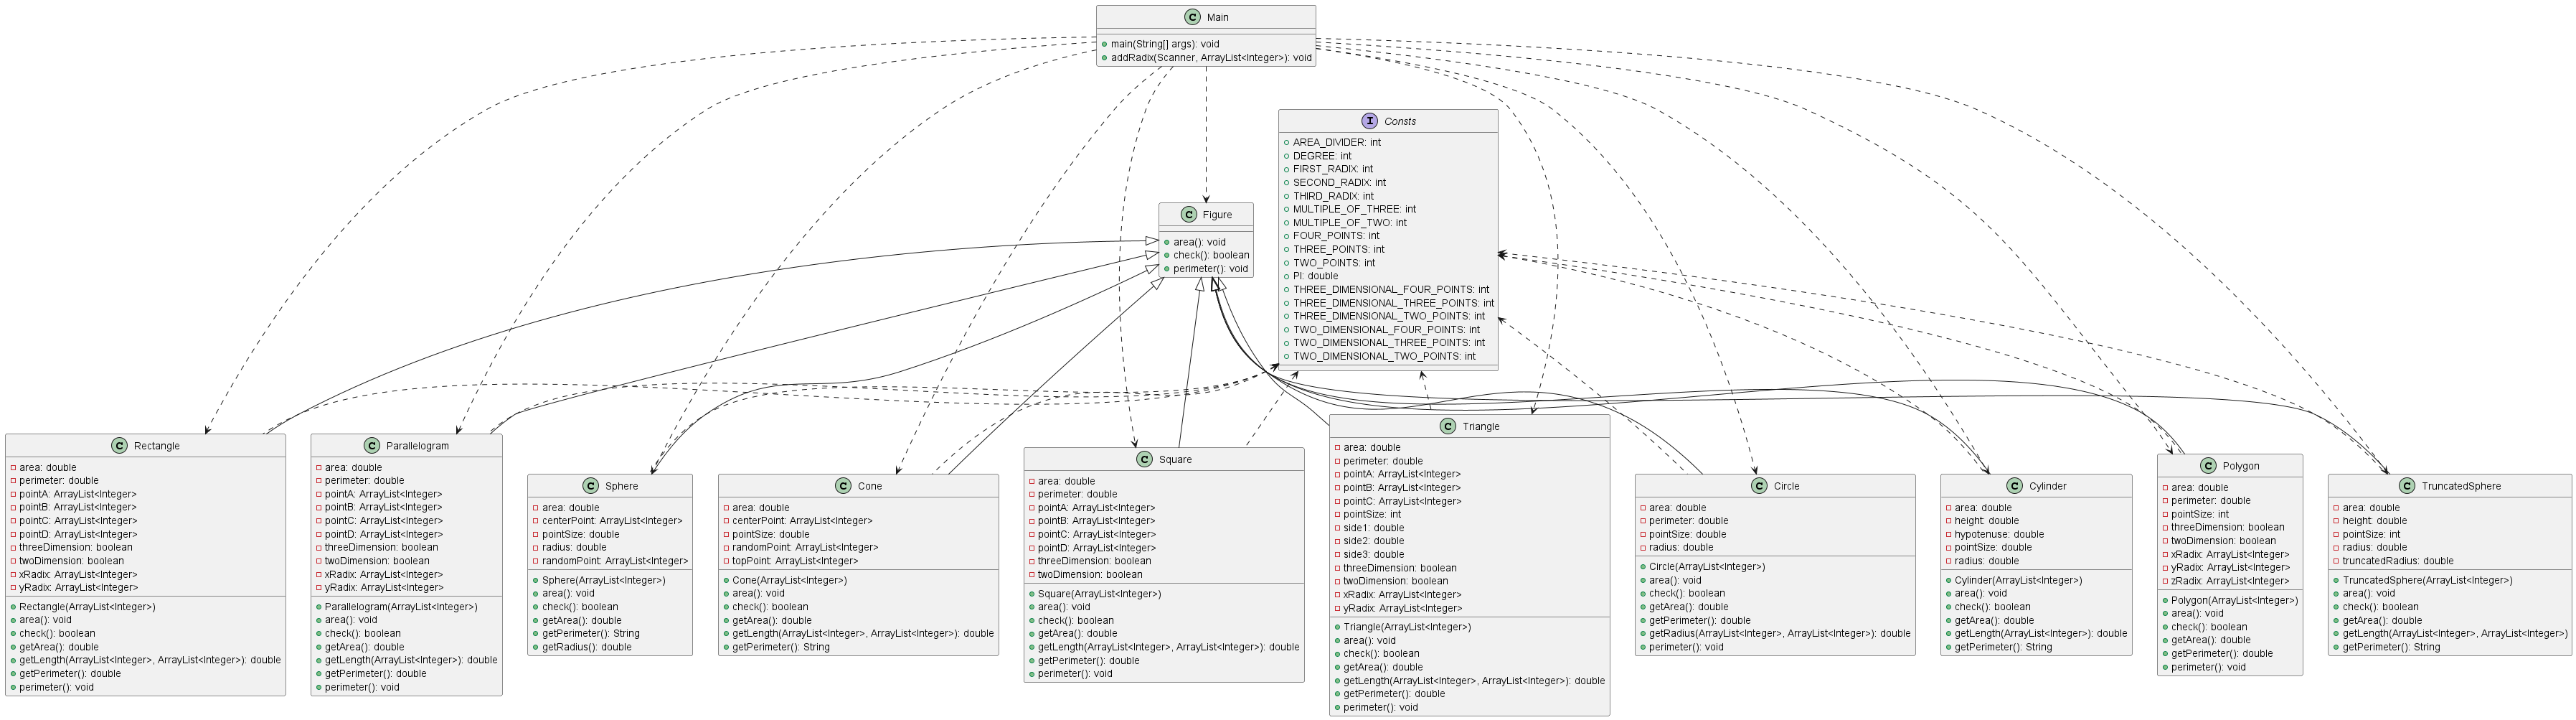 Main
main(String[] args): void
addRadix(Scanner, ArrayList<Integer>): void
Consts
AREA_DIVIDER: int
DEGREE: int
FIRST_RADIX: int
SECOND_RADIX: int
THIRD_RADIX: int
MULTIPLE_OF_THREE: int
MULTIPLE_OF_TWO: int
FOUR_POINTS: int
THREE_POINTS: int
TWO_POINTS: int
PI: double
THREE_DIMENSIONAL_FOUR_POINTS: int
THREE_DIMENSIONAL_THREE_POINTS: int
THREE_DIMENSIONAL_TWO_POINTS: int
TWO_DIMENSIONAL_FOUR_POINTS: int
TWO_DIMENSIONAL_THREE_POINTS: int
TWO_DIMENSIONAL_TWO_POINTS: int
Figure
area(): void
check(): boolean
perimeter(): void
Rectangle
area: double
perimeter: double
pointA: ArrayList<Integer>
pointB: ArrayList<Integer>
pointC: ArrayList<Integer>
pointD: ArrayList<Integer>
threeDimension: boolean
twoDimension: boolean
xRadix: ArrayList<Integer>
yRadix: ArrayList<Integer>
Rectangle(ArrayList<Integer>)
area(): void
check(): boolean
getArea(): double
getLength(ArrayList<Integer>, ArrayList<Integer>): double
getPerimeter(): double
perimeter(): void
Parallelogram
area: double
perimeter: double
pointA: ArrayList<Integer>
pointB: ArrayList<Integer>
pointC: ArrayList<Integer>
pointD: ArrayList<Integer>
threeDimension: boolean
twoDimension: boolean
xRadix: ArrayList<Integer>
yRadix: ArrayList<Integer>
Parallelogram(ArrayList<Integer>)
area(): void
check(): boolean
getArea(): double
getLength(ArrayList<Integer>): double
getPerimeter(): double
perimeter(): void
Sphere
area: double
centerPoint: ArrayList<Integer>
pointSize: double
radius: double
randomPoint: ArrayList<Integer>
Sphere(ArrayList<Integer>)
area(): void
check(): boolean
getArea(): double
getPerimeter(): String
getRadius(): double
Cone
area: double
centerPoint: ArrayList<Integer>
pointSize: double
randomPoint: ArrayList<Integer>
topPoint: ArrayList<Integer>
Cone(ArrayList<Integer>)
area(): void
check(): boolean
getArea(): double
getLength(ArrayList<Integer>, ArrayList<Integer>): double
getPerimeter(): String
Square
area: double
perimeter: double
pointA: ArrayList<Integer>
pointB: ArrayList<Integer>
pointC: ArrayList<Integer>
pointD: ArrayList<Integer>
threeDimension: boolean
twoDimension: boolean
Square(ArrayList<Integer>)
area(): void
check(): boolean
getArea(): double
getLength(ArrayList<Integer>, ArrayList<Integer>): double
getPerimeter(): double
perimeter(): void
Triangle
area: double
perimeter: double
pointA: ArrayList<Integer>
pointB: ArrayList<Integer>
pointC: ArrayList<Integer>
pointSize: int
side1: double
side2: double
side3: double
threeDimension: boolean
twoDimension: boolean
xRadix: ArrayList<Integer>
yRadix: ArrayList<Integer>
Triangle(ArrayList<Integer>)
area(): void
check(): boolean
getArea(): double
getLength(ArrayList<Integer>, ArrayList<Integer>): double
getPerimeter(): double
perimeter(): void
Circle
area: double
perimeter: double
pointSize: double
radius: double
Circle(ArrayList<Integer>)
area(): void
check(): boolean
getArea(): double
getPerimeter(): double
getRadius(ArrayList<Integer>, ArrayList<Integer>): double
perimeter(): void
Cylinder
area: double
height: double
hypotenuse: double
pointSize: double
radius: double
Cylinder(ArrayList<Integer>)
area(): void
check(): boolean
getArea(): double
getLength(ArrayList<Integer>): double
getPerimeter(): String
Polygon
area: double
perimeter: double
pointSize: int
threeDimension: boolean
twoDimension: boolean
xRadix: ArrayList<Integer>
yRadix: ArrayList<Integer>
zRadix: ArrayList<Integer>
Polygon(ArrayList<Integer>)
area(): void
check(): boolean
getArea(): double
getPerimeter(): double
perimeter(): void
TruncatedSphere
area: double
height: double
pointSize: int
radius: double
truncatedRadius: double
TruncatedSphere(ArrayList<Integer>)
area(): void
check(): boolean
getArea(): double
getLength(ArrayList<Integer>, ArrayList<Integer>)
getPerimeter(): String